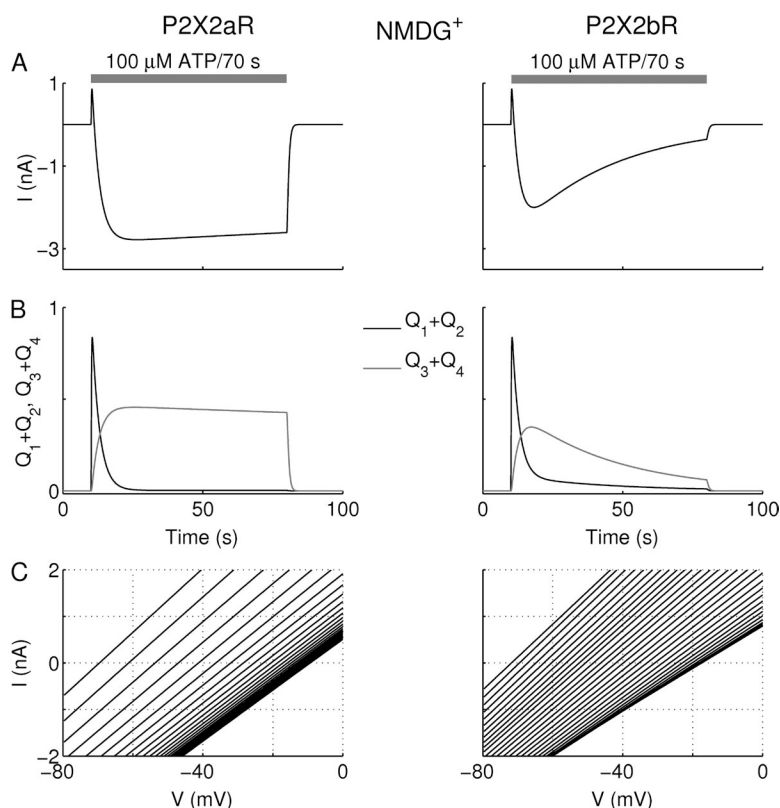 P2X2aR NMDG+ P2X2bR
A
100 μM ATP/70 s 100 μM ATP/70 s
1
−1
−3
I (nA)
B
1
0
Q1+Q2, Q3+Q4
Q1+Q2
Q3+Q4
0 50 100 0 50 100
Time (s) Time (s)
C
2
0
−2
I (nA)
−80 −40 0 −80 −40 0
V (mV) V (mV)